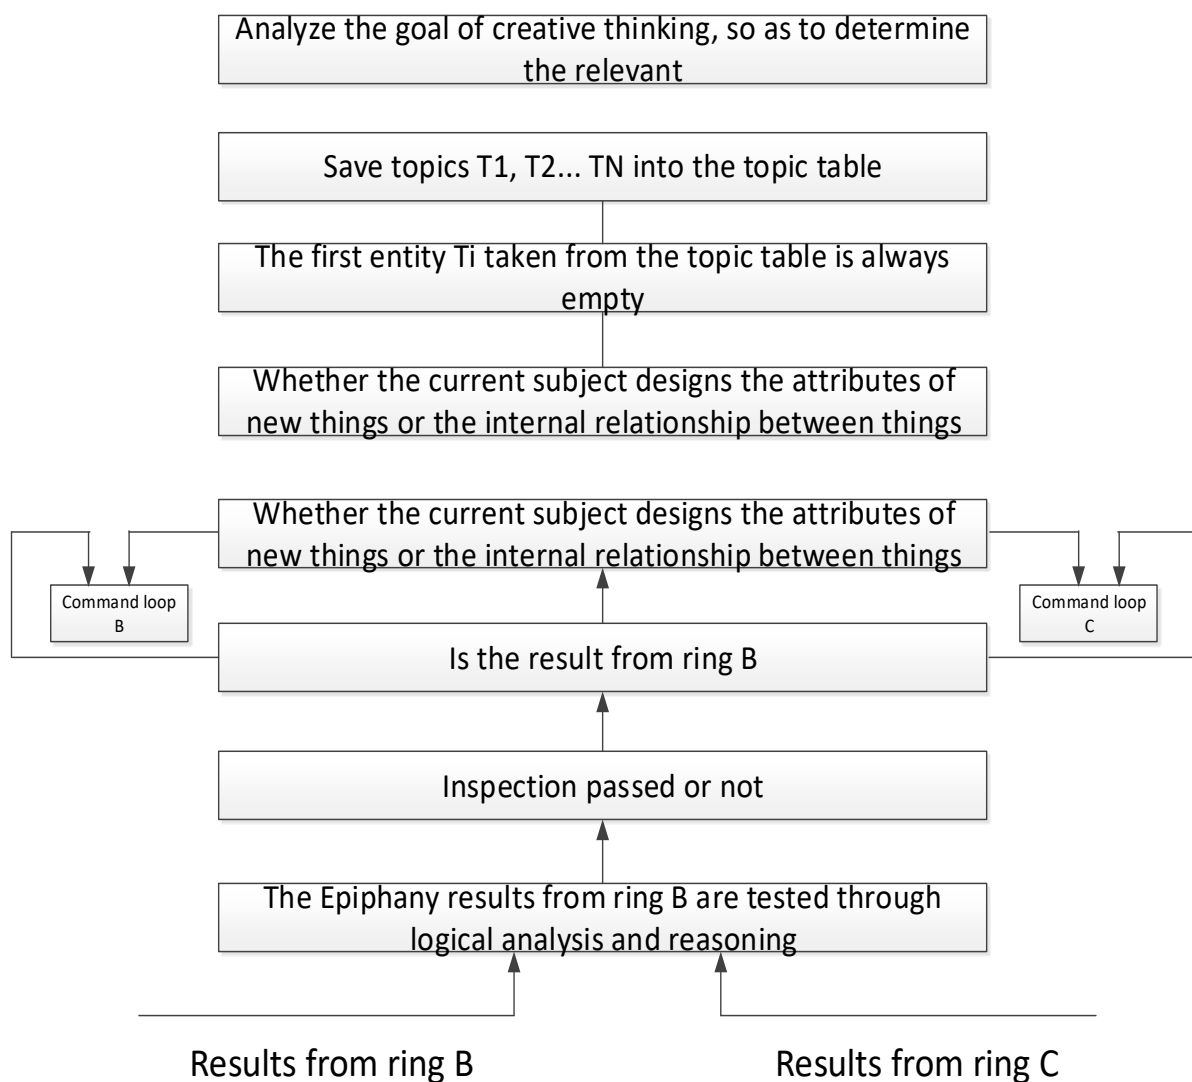 Analyze the goal of creative thinking, so as to determine
the relevant
Save topics T1, T2... TN into the topic table
The first entity Ti taken from the topic table is always
empty
Whether the current subject designs the attributes of
new things or the internal relationship between things
Whether the current subject designs the attributes of
new things or the internal relationship between things
Command loop
B
Command loop
C
Is the result from ring B
Inspection passed or not
The Epiphany results from ring B are tested through
logical analysis and reasoning
Results from ring B
Results from ring C